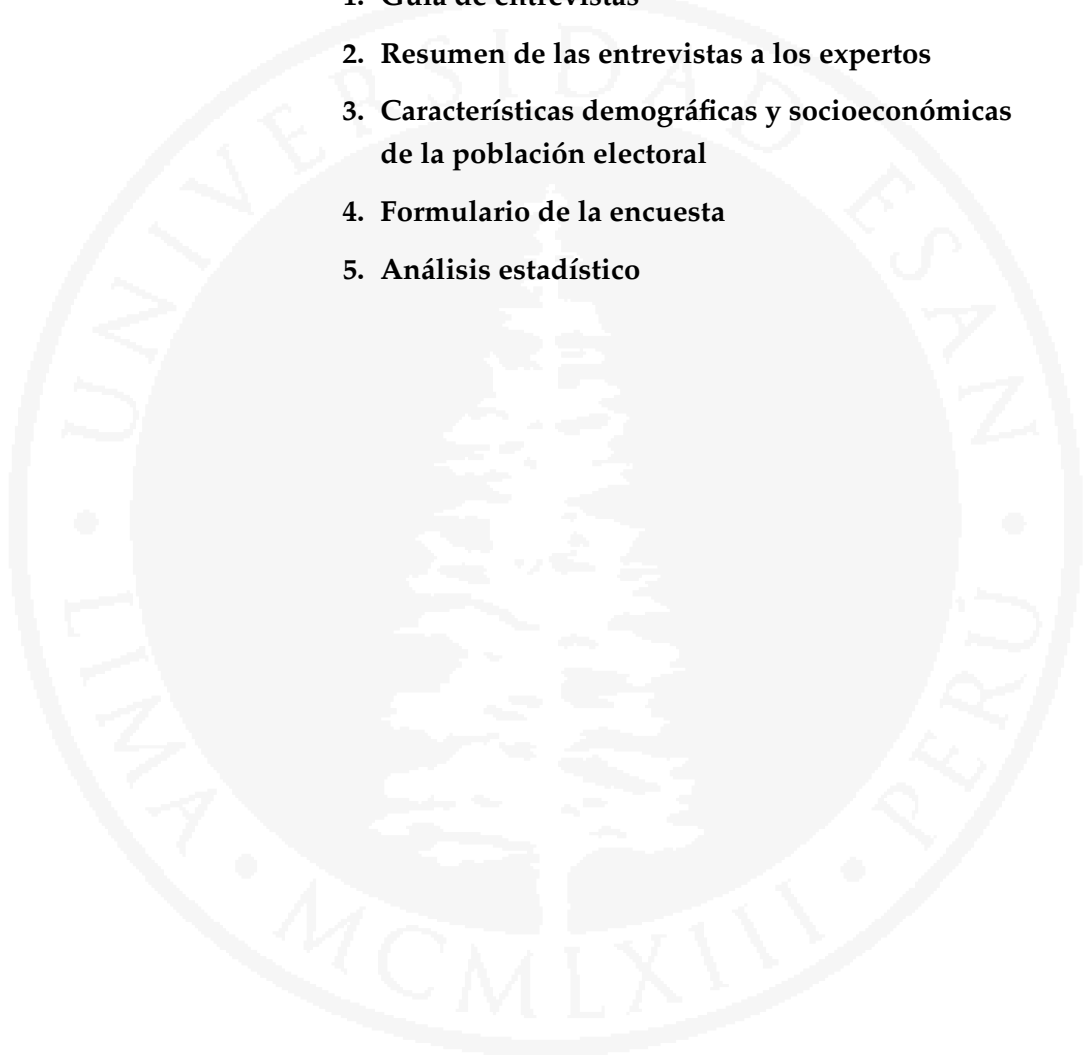 1. Guía de entrevistas
2. Resumen de las entrevistas a los expertos
3. Características demográficas y socioeconómicas
de la población electoral
4. Formulario de la encuesta
5. Análisis estadístico
UNIVERSIDAD ESAN
LIMA • MCMLXIII • PERÚ